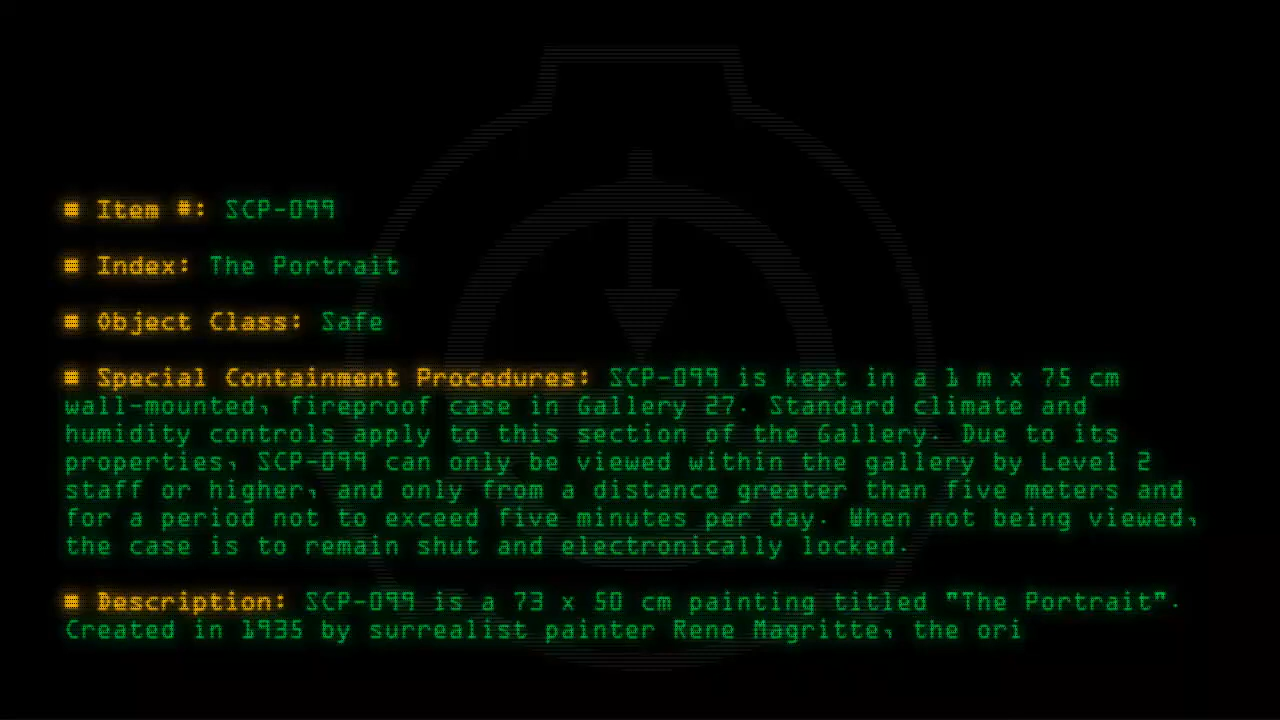 ■ Item #: SCP-099
■ Index: The Portrait
■ Object Class: Safe
■ Special Containment Procedures: SCP-099 is kept in a 1 m x 75 cm
wall-mounted, fireproof case in Gallery 27. Standard climate and
humidity controls apply to this section of the Gallery. Due to its
properties, SCP-099 can only be viewed within the gallery by Level 2
staff or higher, and only from a distance greater than five meters and
for a period not to exceed five minutes per day. When not being viewed,
the case is to remain shut and electronically locked.
■ Description: SCP-099 is a 73 x 50 cm painting titled "The Portrait".
Created in 1935 by surrealist painter Rene Magritte, the ori